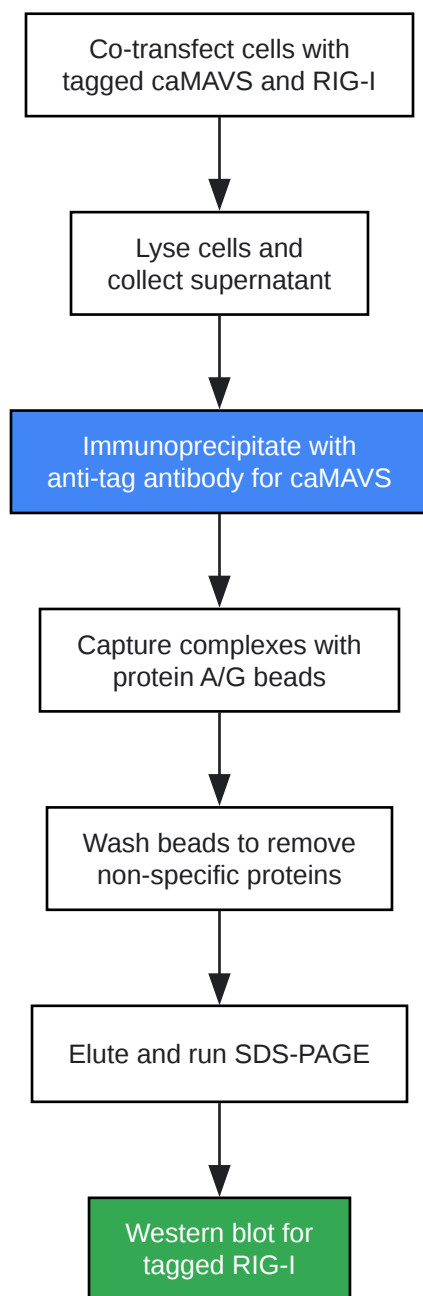 Co-transfect cells with
tagged caMAVS and RIG-I
Lyse cells and
collect supernatant
Immunoprecipitate with
anti-tag antibody for caMAVS
Capture complexes with
protein A/G beads
Wash beads to remove
non-specific proteins
Elute and run SDS-PAGE
Western blot for
tagged RIG-I